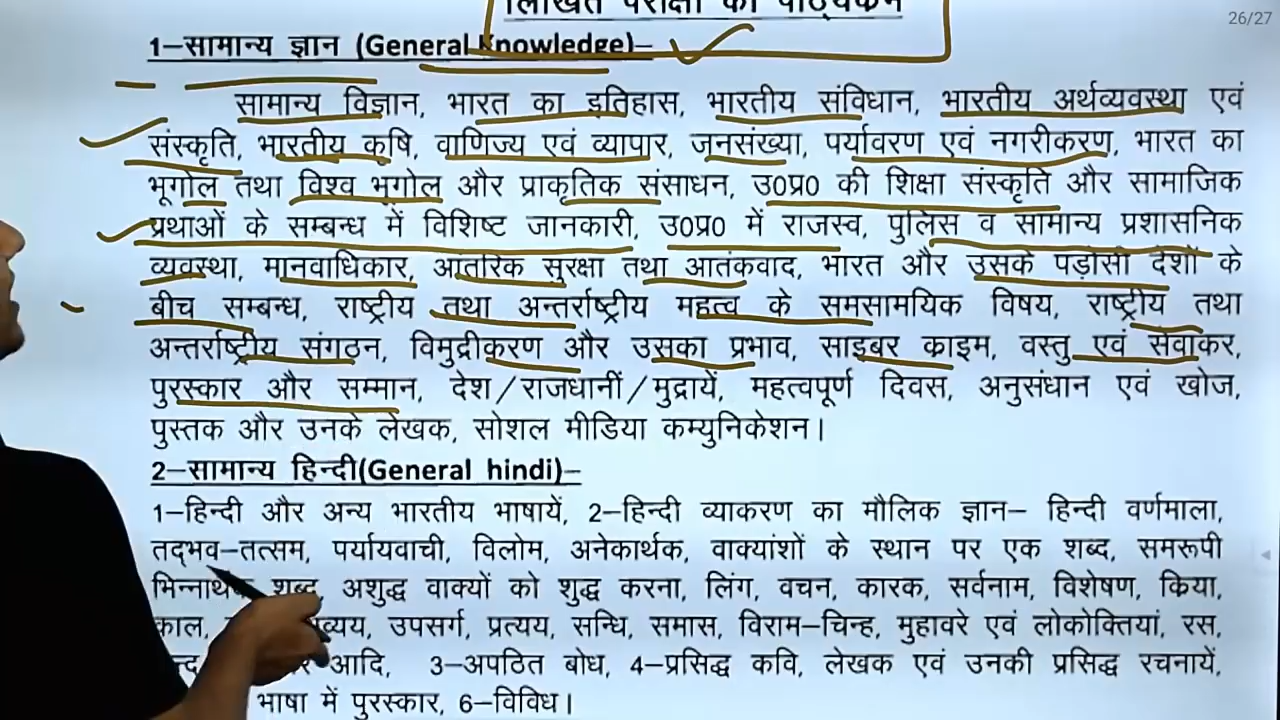 26/27
लिखित परीक्षा का पाठ्यक्रम
1–सामान्य ज्ञान (General Knowledge)–
सामान्य विज्ञान, भारत का इतिहास, भारतीय संविधान, भारतीय अर्थव्यवस्था एवं
संस्कृति, भारतीय कृषि, वाणिज्य एवं व्यापार, जनसंख्या, पर्यावरण एवं नगरीकरण, भारत का
भूगोल तथा विश्व भूगोल और प्राकृतिक संसाधन, उ0प्र0 की शिक्षा संस्कृति और सामाजिक
प्रथाओं के सम्बन्ध में विशिष्ट जानकारी, उ0प्र0 में राजस्व, पुलिस व सामान्य प्रशासनिक
व्यवस्था, मानवाधिकार, आंतरिक सुरक्षा तथा आतंकवाद, भारत और उसके पड़ोसी देशों के
बीच सम्बन्ध, राष्ट्रीय तथा अन्तर्राष्ट्रीय महत्व के समसामयिक विषय, राष्ट्रीय तथा
अन्तर्राष्ट्रीय संगठन, विमुद्रीकरण और उसका प्रभाव, साइबर क्राइम, वस्तु एवं सेवाकर,
पुरस्कार और सम्मान, देश/राजधानी/मुद्रायें, महत्वपूर्ण दिवस, अनुसंधान एवं खोज,
पुस्तक और उनके लेखक, सोशल मीडिया कम्युनिकेशन।
2–सामान्य हिन्दी(General hindi)–
1–हिन्दी और अन्य भारतीय भाषायें, 2–हिन्दी व्याकरण का मौलिक ज्ञान– हिन्दी वर्णमाला,
तद्भव–तत्सम, पर्यायवाची, विलोम, अनेकार्थक, वाक्यांशों के स्थान पर एक शब्द, समरूपी
शब्द, अशुद्ध वाक्यों को शुद्ध करना, लिंग, वचन, कारक, सर्वनाम, विशेषण, क्रिया,
काल, उपसर्ग, प्रत्यय, सन्धि, समास, विराम–चिन्ह, मुहावरे एवं लोकोक्तियां, रस,
आदि, 3–अपठित बोध, 4–प्रसिद्ध कवि, लेखक एवं उनकी प्रसिद्ध रचनायें,
भाषा में पुरस्कार, 6–विविध।